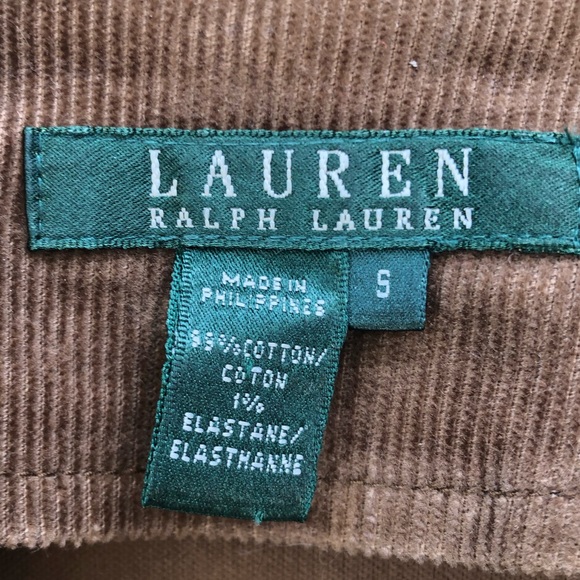 LAUREN
RALPH LAUREN
S
MADE IN
PHILIPPINES
99% COTTON/
COTON
1%
ELASTANE/
ELASTHANNE